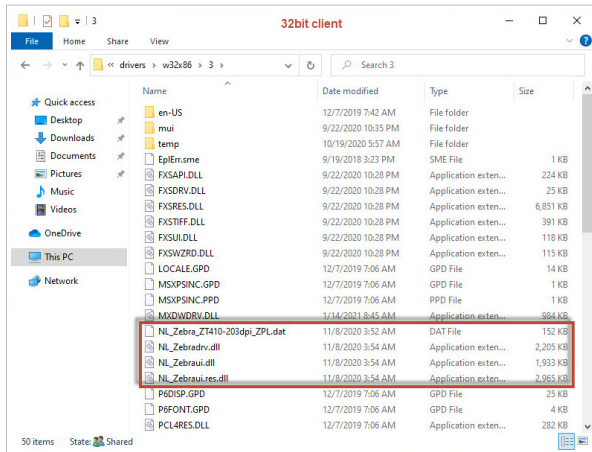 3
32bit client
File Home Share View
« drivers › w32x86 › 3 ›
Search 3
Name Date modified Type Size
Quick access
Desktop
Downloads
Documents
Pictures
Music
Videos
OneDrive
This PC
Network
en-US 12/7/2019 7:42 AM File folder
mui 9/22/2020 10:35 PM File folder
temp 10/19/2020 5:57 AM File folder
EplErr.sme 9/19/2018 3:23 PM SME File 1 KB
FXSAPI.DLL 9/22/2020 10:28 PM Application exten... 224 KB
FXSDRV.DLL 9/22/2020 10:28 PM Application exten... 25 KB
FXSRES.DLL 9/22/2020 10:28 PM Application exten... 6,851 KB
FXSTIFF.DLL 9/22/2020 10:28 PM Application exten... 391 KB
FXSUI.DLL 9/22/2020 10:28 PM Application exten... 118 KB
FXSWZRD.DLL 9/22/2020 10:28 PM Application exten... 115 KB
LOCALE.GPD 12/7/2019 7:06 AM GPD File 14 KB
MSXPSINC.GPD 12/7/2019 7:06 AM GPD File 1 KB
MSXPSINC.PPD 12/7/2019 7:06 AM PPD File 1 KB
MXDWDRV.DLL 1/14/2021 8:45 AM Application exten... 984 KB
NL_Zebra_ZT410-203dpi_ZPL.dat 11/8/2020 3:52 AM DAT File 152 KB
NL_Zebradrv.dll 11/8/2020 3:54 AM Application exten... 2,205 KB
NL_Zebraui.dll 11/8/2020 3:54 AM Application exten... 1,933 KB
NL_Zebraui.res.dll 11/8/2020 3:54 AM Application exten... 2,965 KB
P6DISP.GPD 12/7/2019 7:06 AM GPD File 25 KB
P6FONT.GPD 12/7/2019 7:06 AM GPD File 4 KB
PCL4RES.DLL 12/7/2019 7:06 AM Application exten... 282 KB
50 items State: Shared